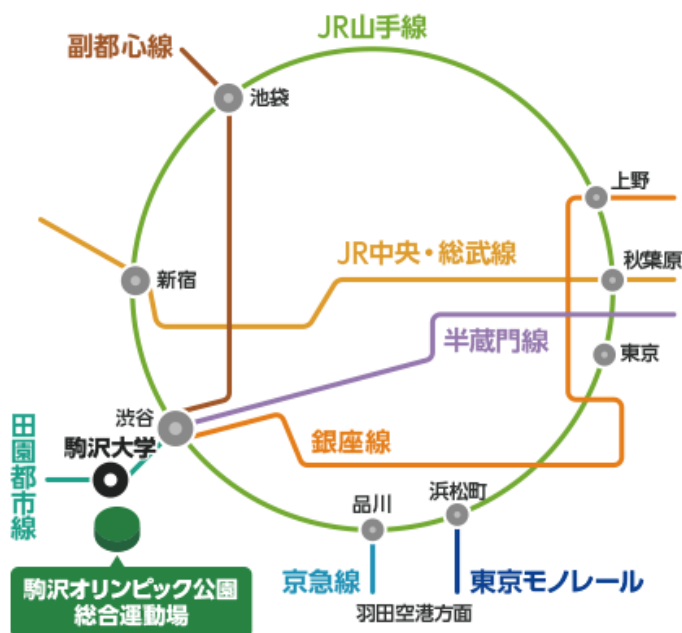 JR山手線
副都心線
池袋
上野
JR中央・総武線
秋葉原
新宿
半蔵門線
東京
渋谷
田園都市線
駒沢大学
銀座線
品川
浜松町
駒沢オリンピック公園
総合運動場
京急線
東京モノレール
羽田空港方面